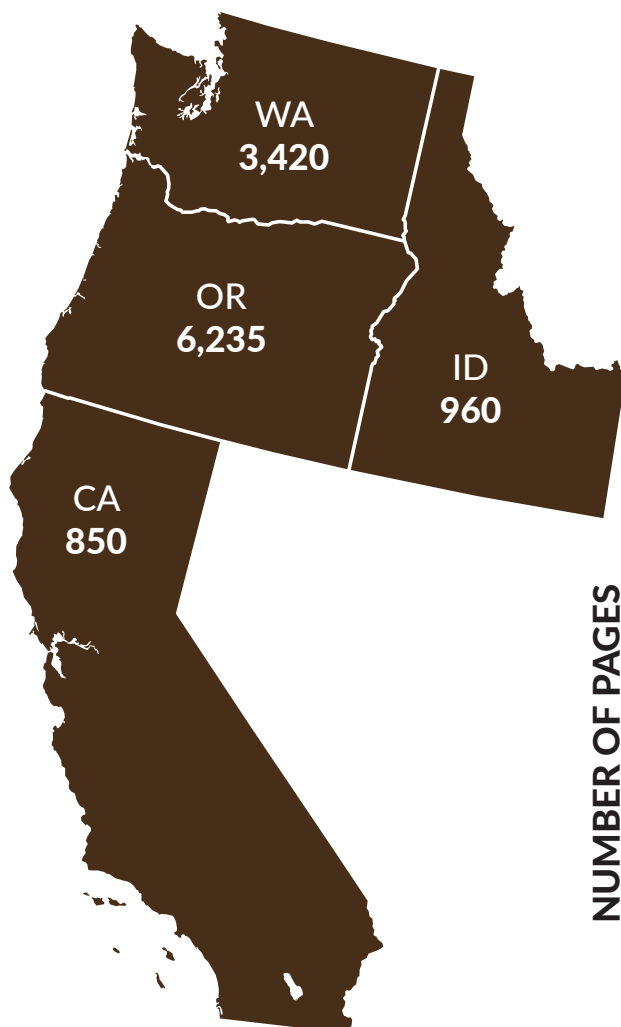 WA
3,420
OR
6,235
ID
960
CA
850
NUMBER OF PAGES